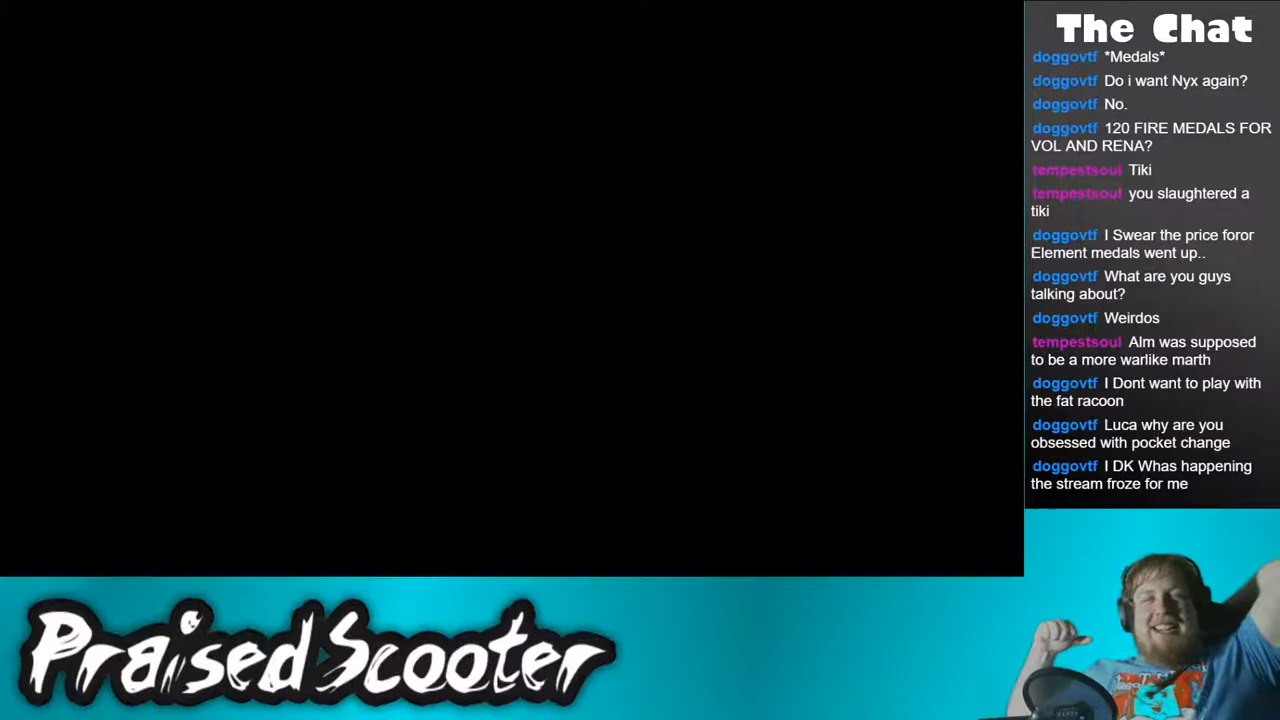 The Chat
doggovtf *Medals*
doggovtf Do i want Nyx again?
doggovtf No.
doggovtf 120 FIRE MEDALS FOR
VOL AND RENA?
tempestsoul Tiki
tempestsoul you slaughtered a
tiki
doggovtf I Swear the price foror
Element medals went up..
doggovtf What are you guys
talking about?
doggovtf Weirdos
tempestsoul Alm was supposed
to be a more warlike marth
doggovtf I Dont want to play with
the fat racoon
doggovtf Luca why are you
obsessed with pocket change
doggovtf I DK Whas happening
the stream froze for me
Praised Scooter